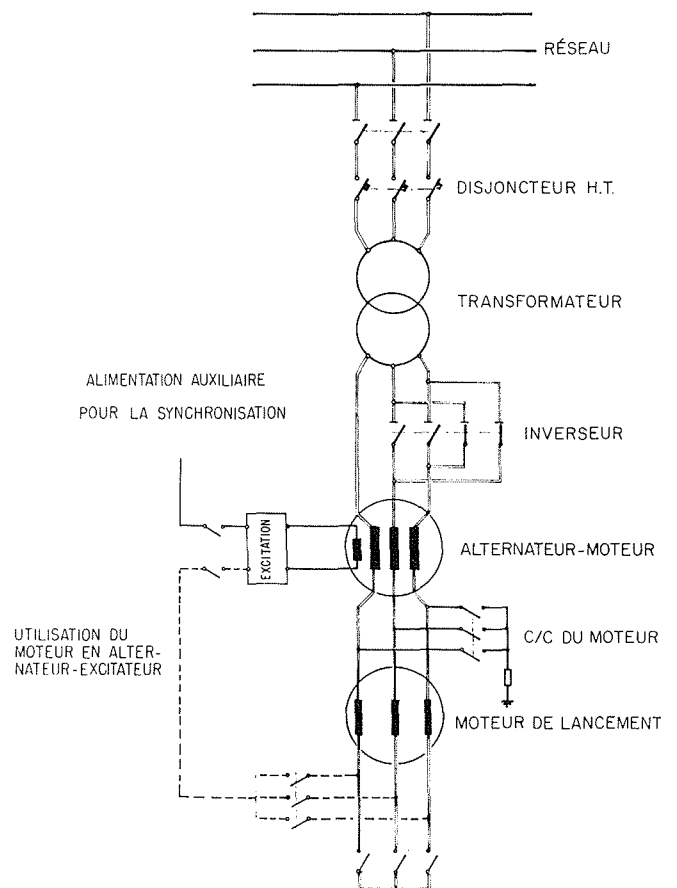 RÉSEAU
DISJONCTEUR H.T.
TRANSFORMATEUR
ALIMENTATION AUXILIAIRE
POUR LA SYNCHRONISATION
INVERSEUR
EXCITATION
ALTERNATEUR-MOTEUR
UTILISATION DU
MOTEUR EN ALTER-
NATEUR-EXCITATEUR
C/C DU MOTEUR
MOTEUR DE LANCEMENT